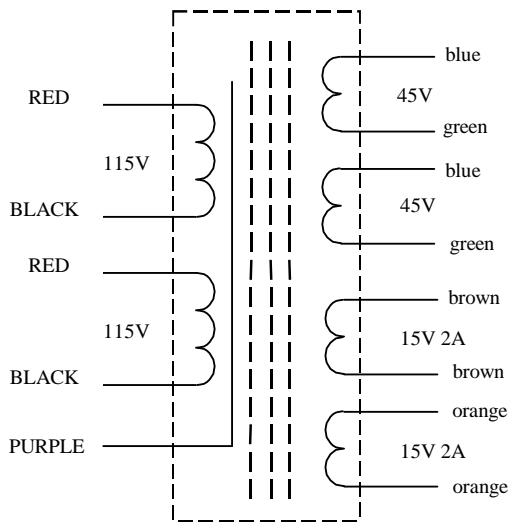 RED
115V
BLACK
RED
115V
BLACK
PURPLE
blue
45V
green
blue
45V
green
brown
15V 2A
brown
orange
15V 2A
orange